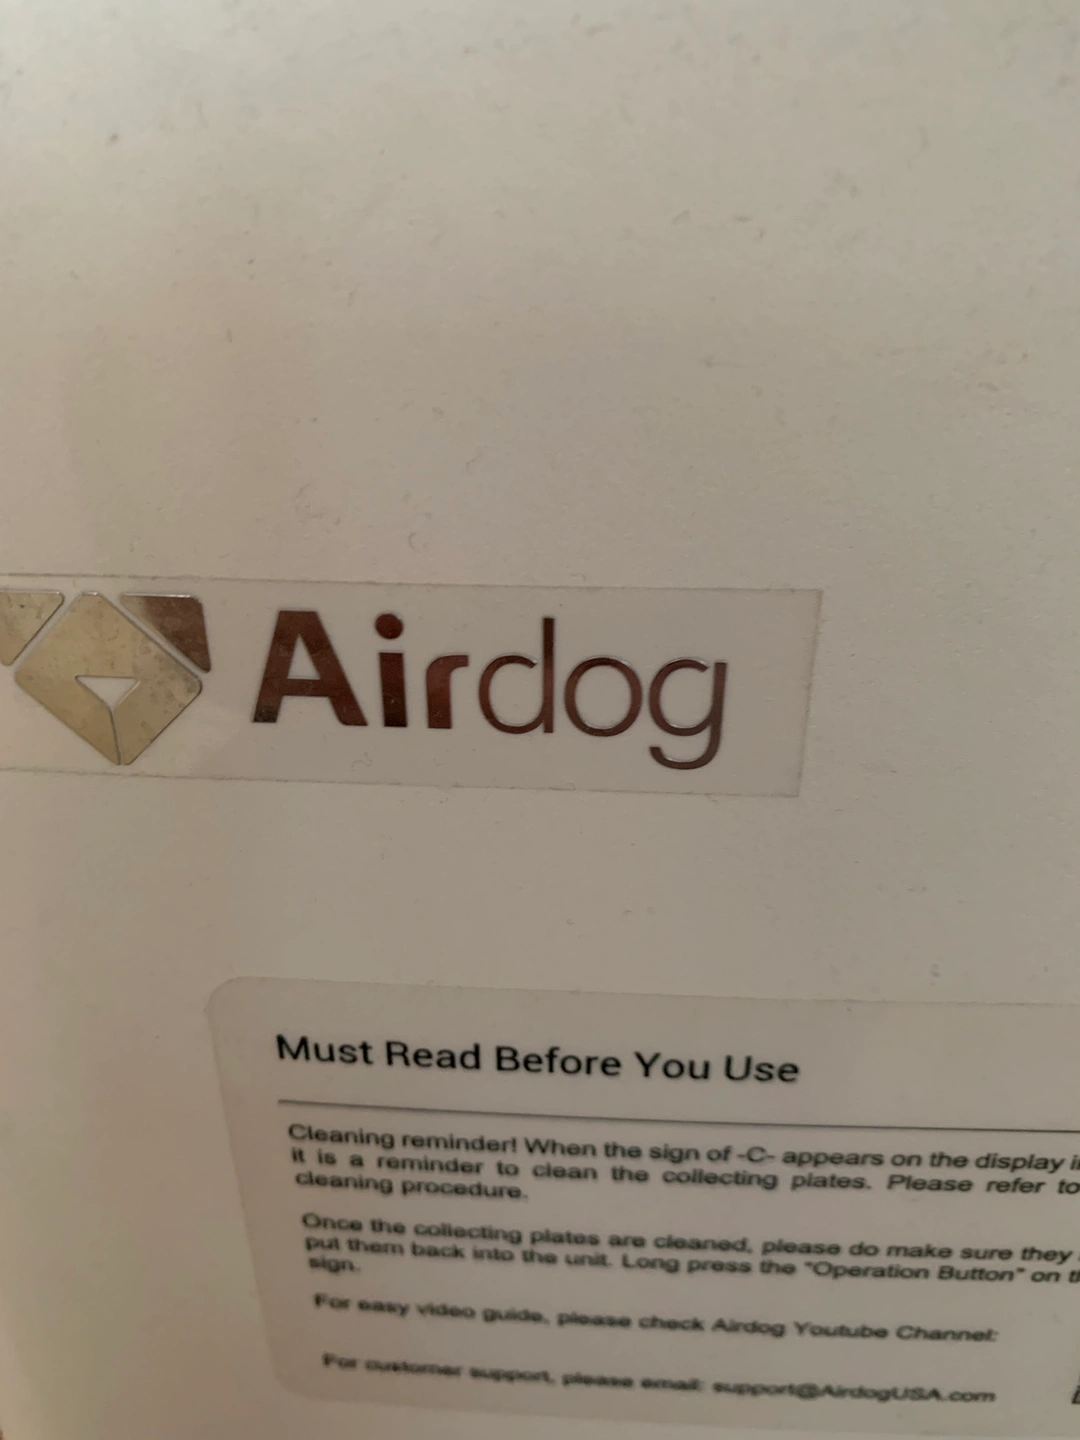 Airdog
Must Read Before You Use
Cleaning reminder! When the sign of -C- appears on the display
it is a reminder to clean the collecting plates. Please refer to
cleaning procedure.
Once the collecting plates are cleaned, please do make sure they
put them back into the unit. Long press the "Operation Button" on
sign.
For easy video guide, please check Airdog Youtube Channel:
For customer support, please email: support@AirdogUSA.com